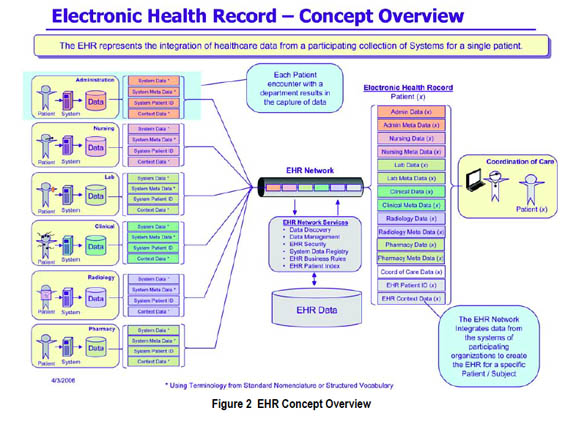 Electronic Health Record – Concept Overview
The EHR represents the integration of healthcare data from a participating collection of Systems for a single patient.
Administration
Patient
System
Data
System Data *
System Meta Data *
System Patient ID
Context Data *
Nursing
Patient
System
Data
System Data *
System Meta Data *
System Patient ID
Context Data *
Lab
Patient
System
Data
System Data *
System Meta Data *
System Patient ID
Context Data *
Clinical
Patient
System
Data
System Data *
System Meta Data *
System Patient ID
Context Data *
Radiology
Patient
System
Data
System Data *
System Meta Data *
System Patient ID
Context Data *
Pharmacy
Patient
System
Data
System Data *
System Meta Data *
System Patient ID
Context Data *
Each Patient
encounter with a
department results in
the capture of data
EHR Network
EHR Network Services
• Data Discovery
• Data Management
• EHR Security
• System Data Registry
• EHR Business Rules
• EHR Patient Index
EHR Data
Electronic Health Record
Patient (x)
Admin Data (x)
Admin Meta Data (x)
Nursing Data (x)
Nursing Meta Data (x)
Lab Data (x)
Lab Meta Data (x)
Clinical Data (x)
Clinical Meta Data (x)
Radiology Data (x)
Radiology Meta Data (x)
Pharmacy Data (x)
Pharmacy Meta Data (x)
Coord of Care Data (x)
EHR Patient ID (x)
EHR Context Data (x)
Coordination of Care
Patient (x)
The EHR Network
Integrates data from
the systems of
participating
organizations to create
the EHR for a specific
Patient / Subject
4/3/2006
* Using Terminology from Standard Nomenclature or Structured Vocabulary
Figure 2 EHR Concept Overview